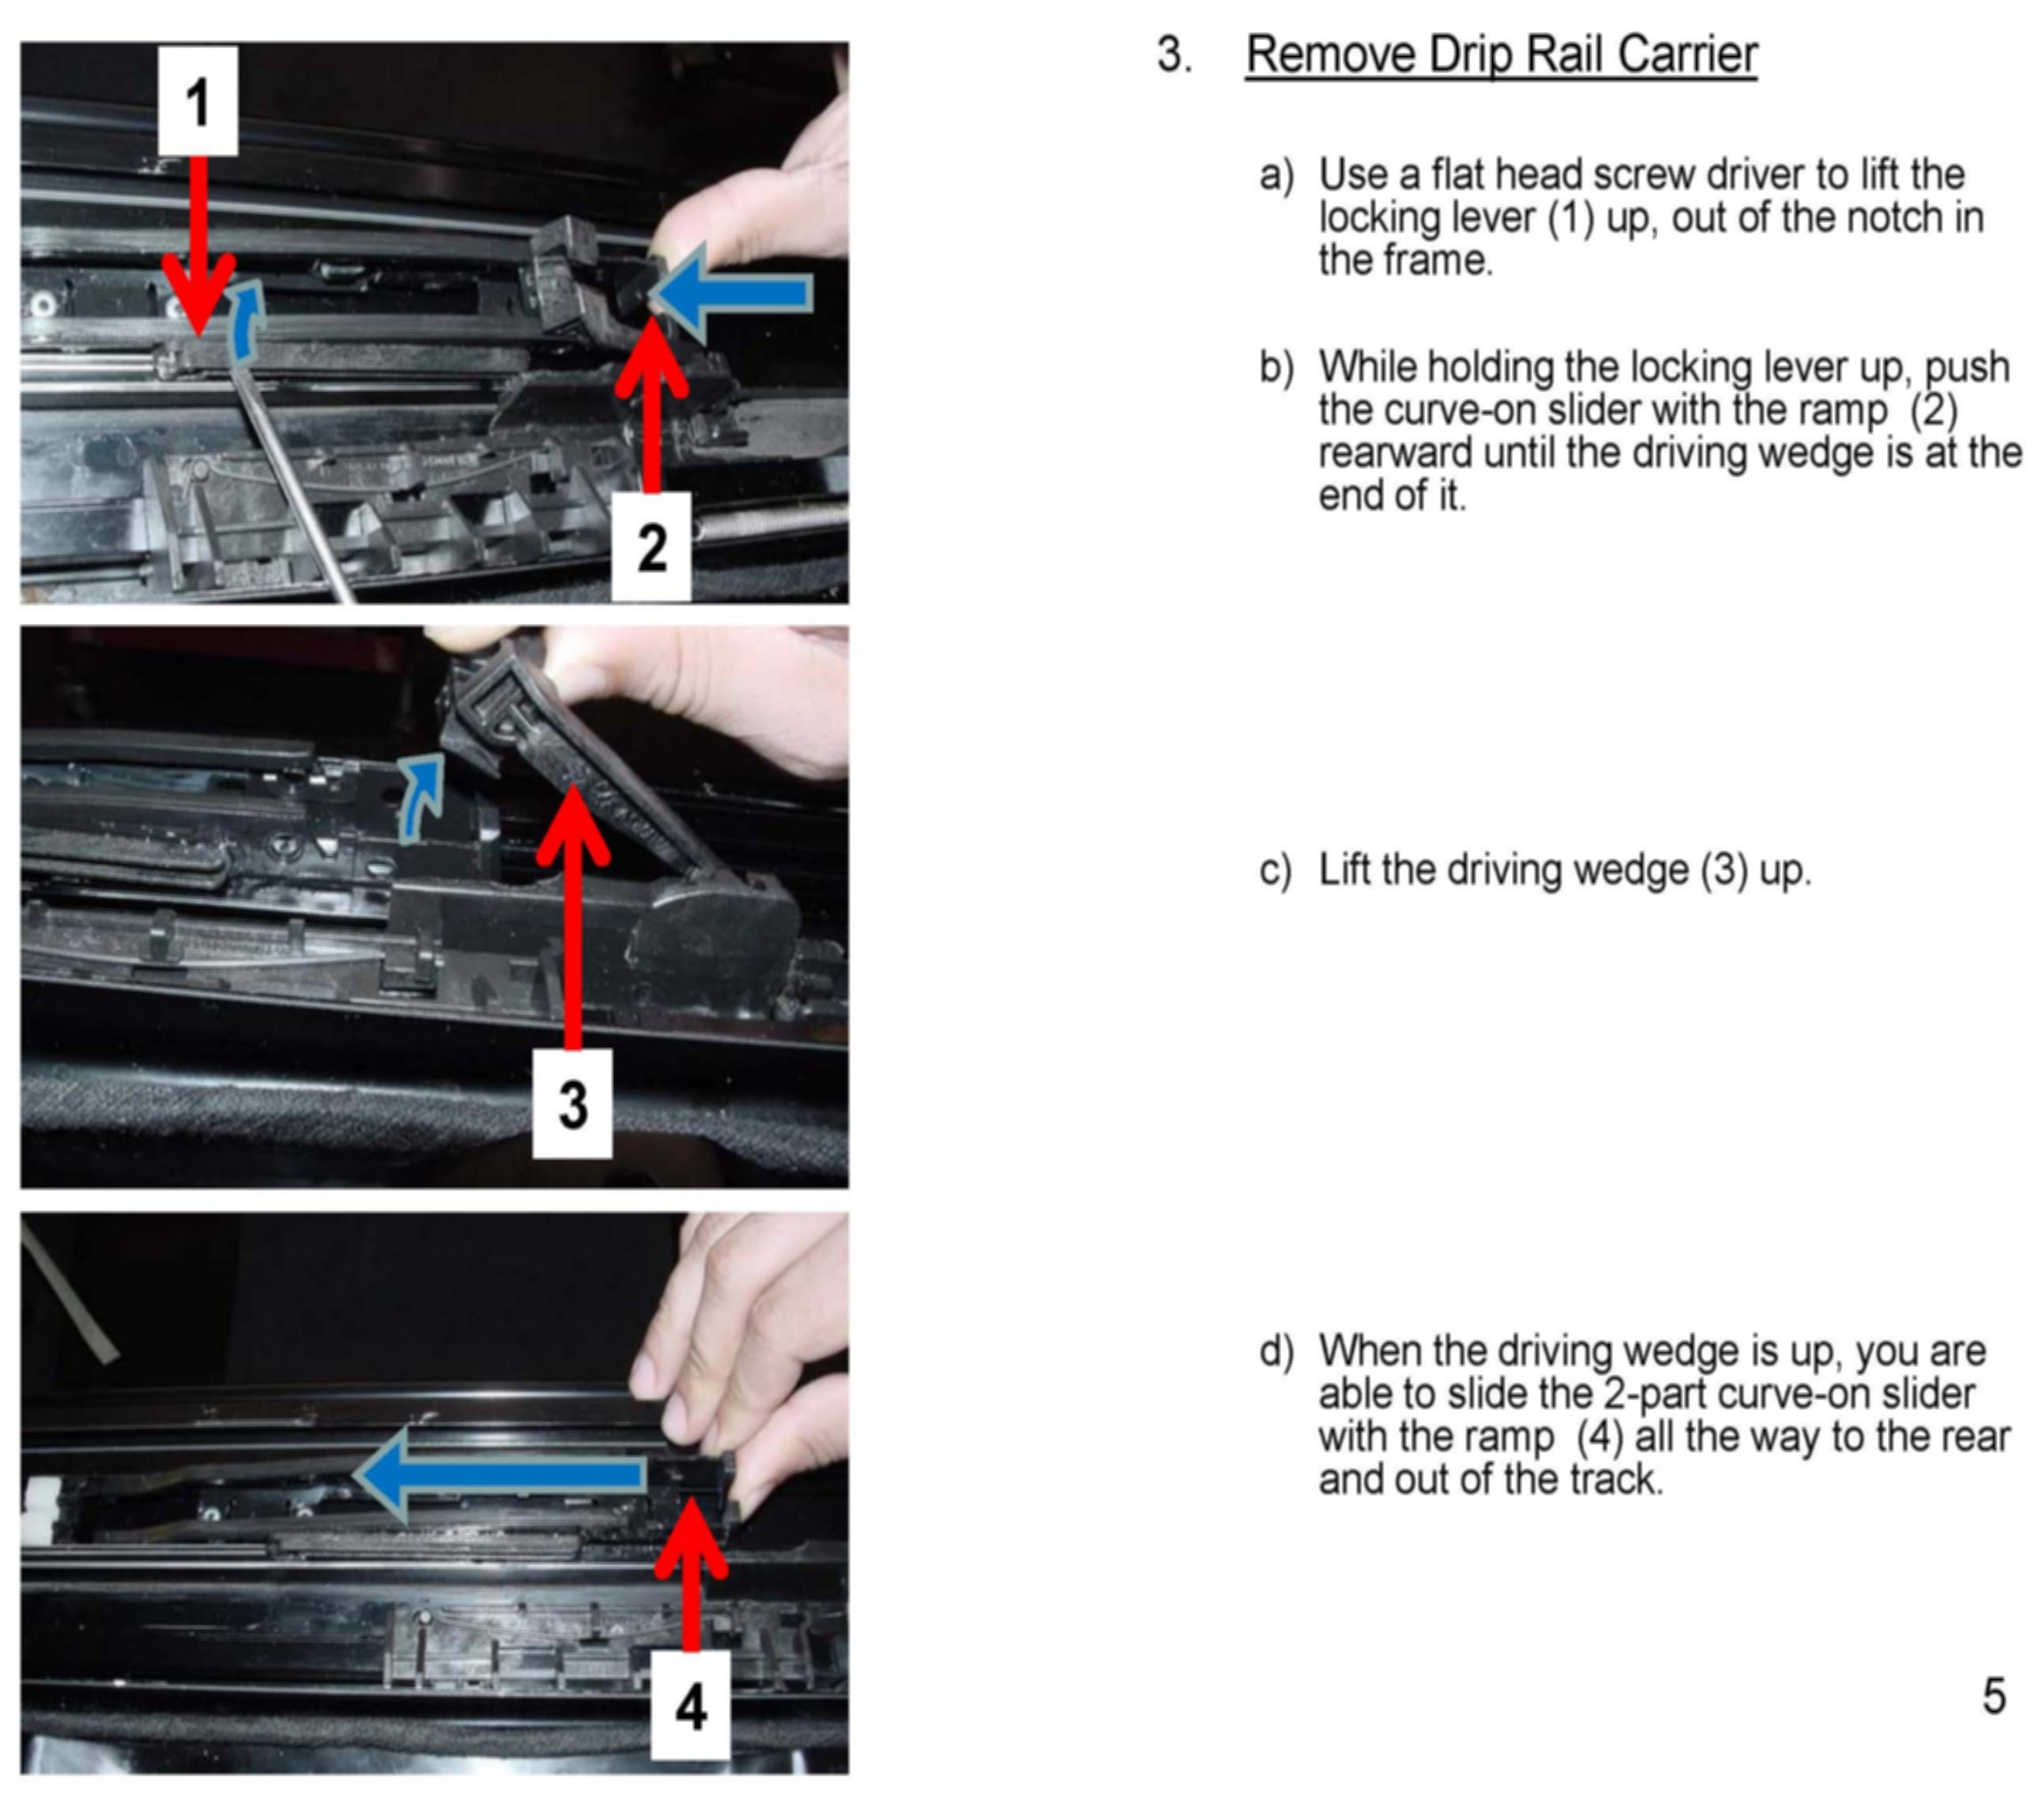 3. Remove Drip Rail Carrier
a) Use a flat head screw driver to lift the
locking lever (1) up, out of the notch in
the frame.
b) While holding the locking lever up, push
the curve-on slider with the ramp (2)
rearward until the driving wedge is at the
end of it.
c) Lift the driving wedge (3) up.
d) When the driving wedge is up, you are
able to slide the 2-part curve-on slider
with the ramp (4) all the way to the rear
and out of the track.
1
2
3
4
5